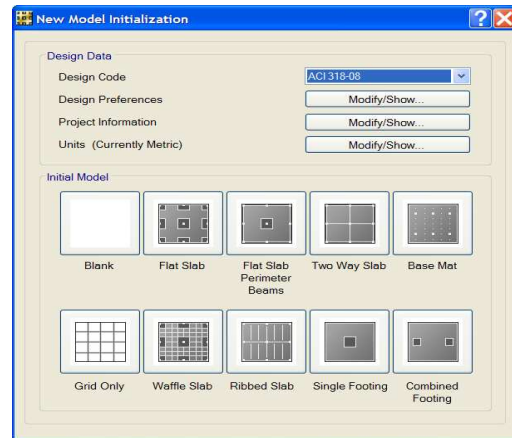 New Model Initialization
Design Data
Design Code
ACI 318-08
Design Preferences
Modify/Show...
Project Information
Modify/Show...
Units (Currently Metric)
Modify/Show...
Initial Model
Blank
Flat Slab
Flat Slab
Perimeter
Beams
Two Way Slab
Base Mat
Grid Only
Waffle Slab
Ribbed Slab
Single Footing
Combined
Footing